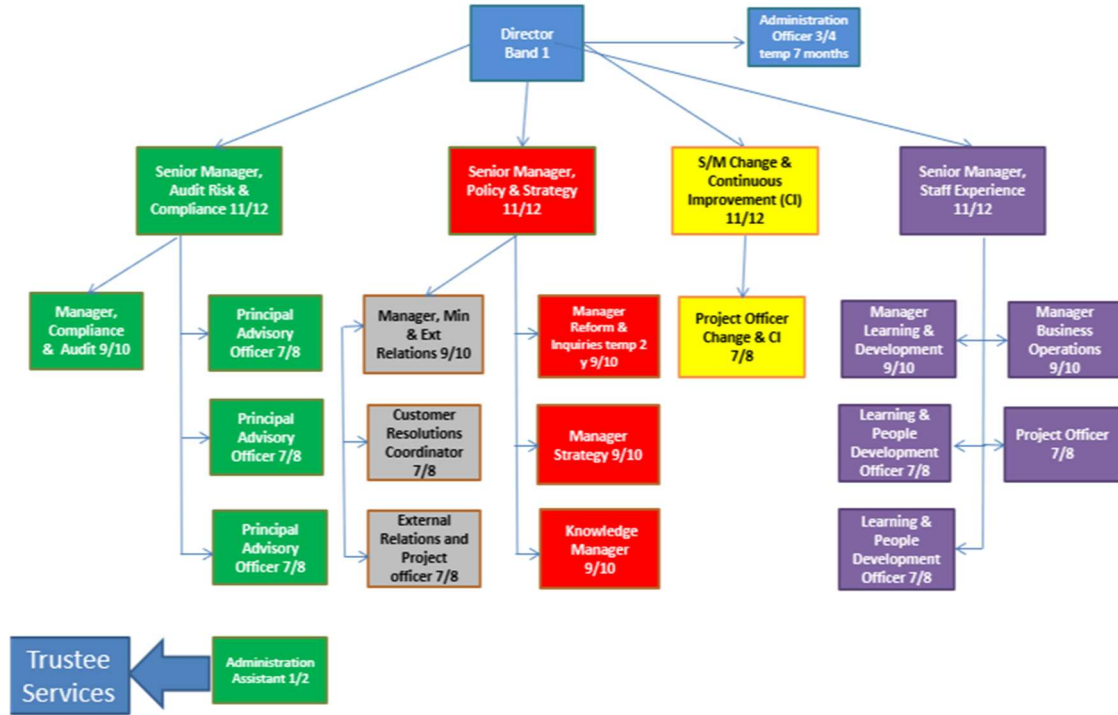 Director
Band 1
Administration
Officer 3/4
temp 7 months
Senior Manager,
Audit Risk &
Compliance 11/12
Senior Manager,
Policy & Strategy
11/12
S/M Change &
Continuous
Improvement (CI)
11/12
Senior Manager,
Staff Experience
11/12
Manager,
Compliance
& Audit 9/10
Principal
Advisory
Officer 7/8
Manager, Min
& Ext
Relations 9/10
Manager
Reform &
Inquiries temp 2
y 9/10
Project Officer
Change & CI
7/8
Manager
Learning &
Development
9/10
Manager
Business
Operations
9/10
Principal
Advisory
Officer 7/8
Customer
Resolutions
Coordinator
7/8
Manager
Strategy 9/10
Learning &
People
Development
Officer 7/8
Project Officer
7/8
Principal
Advisory
Officer 7/8
External
Relations and
Project
officer 7/8
Knowledge
Manager
9/10
Learning &
People
Development
Officer 7/8
Trustee
Services
Administration
Assistant 1/2